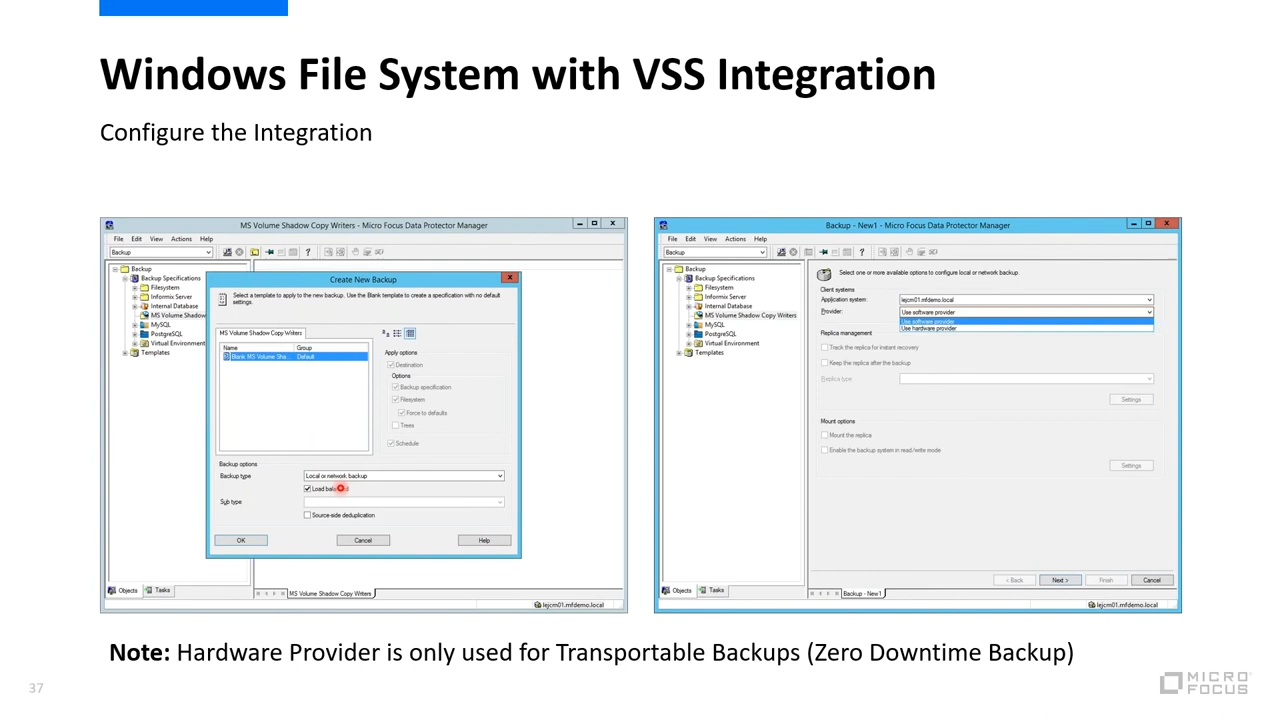 Windows File System with VSS Integration
Configure the Integration
MS Volume Shadow Copy Writers - Micro Focus Data Protector Manager
File Edit View Actions Help
Backup
Backup
Backup Specifications
Filesystem
Informix Server
Internal Database
MS Volume Shadow
MySQL
PostgreSQL
Virtual Environment
Templates
Create New Backup
Select a template to apply to the new backup. Use the Blank template to create a specification with no default
settings.
MS Volume Shadow Copy Writers
Name Group
Blank MS Volume Sha... Default
Apply options
Destination
Options
Backup specification
Filesystem
Force to defaults
Trees
Schedule
Backup options
Backup type Local or network backup
Load
Sub type
Source-side deduplication
OK Cancel Help
Objects Tasks
MS Volume Shadow Copy Writers
lejcm01.mfdemo.local
Backup - New1 - Micro Focus Data Protector Manager
File Edit View Actions Help
Backup
Backup
Backup Specifications
Filesystem
Informix Server
Internal Database
MS Volume Shadow Copy Writers
MySQL
PostgreSQL
Virtual Environment
Templates
Select one or more available options to configure local or network backup.
Client systems
Application system: lejcm01.mfdemo.local
Provider: Use software provider
Use software provider
Use hardware provider
Replica management
Track the replica for instant recovery
Keep the replica after the backup
Replica type
Settings
Mount options
Mount the replica
Enable the backup system in read/write mode
Settings
< Back Next > Finish Cancel
Objects Tasks
Backup - New1
lejcm01.mfdemo.local
Note: Hardware Provider is only used for Transportable Backups (Zero Downtime Backup)
37
MICRO
FOCUS